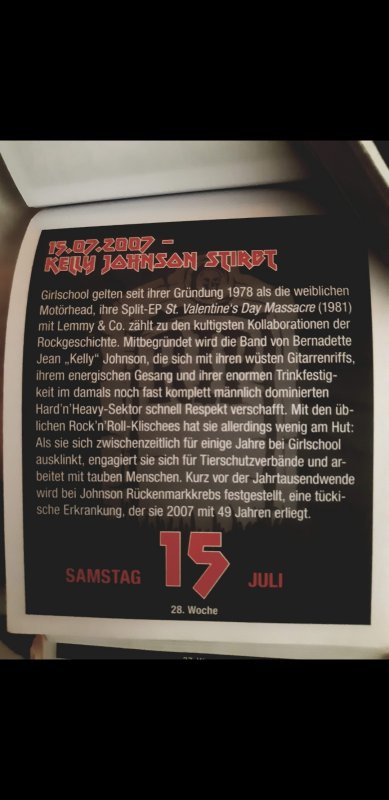 15.07.2007 –
KELLY JOHNSON STIRBT
Girlschool gelten seit ihrer Gründung 1978 als die weiblichen
Motörhead, ihre Split-EP St. Valentine's Day Massacre (1981)
mit Lemmy & Co. zählt zu den kultigsten Kollaborationen der
Rockgeschichte. Mitbegründet wird die Band von Bernadette
Jean „Kelly“ Johnson, die sich mit ihren wüsten Gitarrenriffs,
ihrem energischen Gesang und ihrer enormen Trinkfestig-
keit im damals noch fast komplett männlich dominierten
Hard'n'Heavy-Sektor schnell Respekt verschafft. Mit den üb-
lichen Rock'n'Roll-Klischees hat sie allerdings wenig am Hut:
Als sie sich zwischenzeitlich für einige Jahre bei Girlschool
ausklinkt, engagiert sie sich für Tierschutzverbände und ar-
beitet mit tauben Menschen. Kurz vor der Jahrtausendwende
wird bei Johnson Rückenmarkkrebs festgestellt, eine tücki-
sche Erkrankung, der sie 2007 mit 49 Jahren erliegt.
SAMSTAG 15 JULI
28. Woche